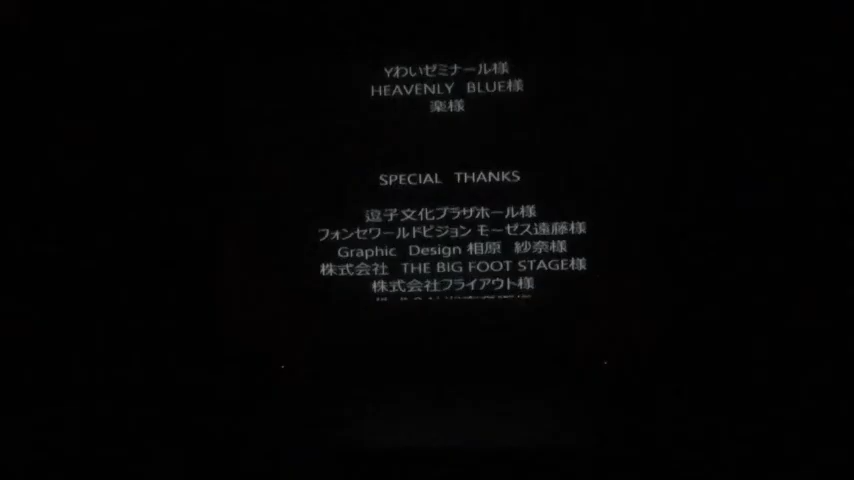 Yわいゼミナール様
HEAVENLY BLUE様
楽様
SPECIAL THANKS
逗子文化プラザホール様
フォンセワールドビジョン モーゼス遠藤様
Graphic Design 相原 紗奈様
株式会社 THE BIG FOOT STAGE様
株式会社フライアウト様